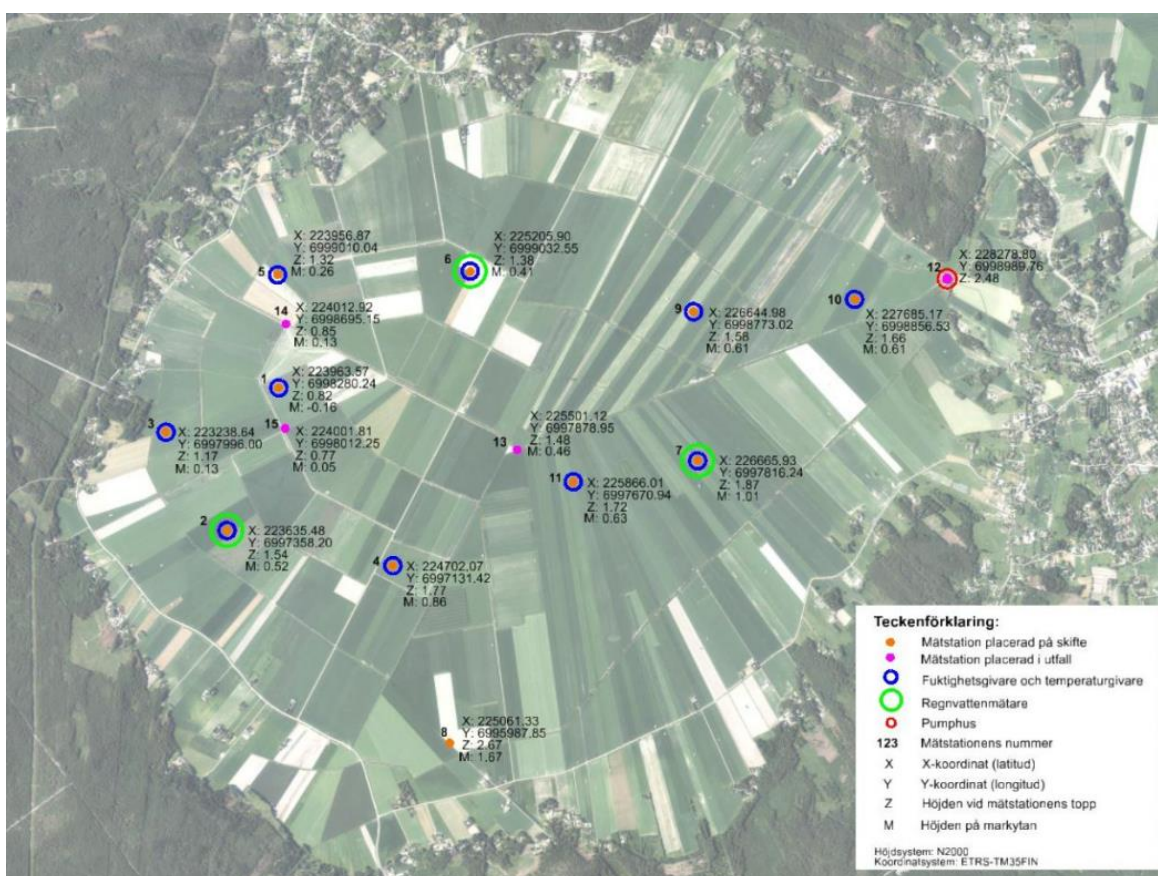 X: 223956.87
Y: 6999010.04
Z: 1.32
5 M: 0.26
X: 225205.90
6 Y: 6999032.55
Z: 1.38
M: 0.41
X: 228278.80
12 Y: 6998989.76
Z: 2.48
X: 224012.92
14 Y: 6998695.15
Z: 0.85
M: 0.13
9 X: 226644.98
Y: 6998773.02
Z: 1.58
M: 0.61
10 X: 227685.17
Y: 6998856.53
Z: 1.66
M: 0.61
X: 223963.57
1 Y: 6998280.24
Z: 0.82
M: -0.16
3 X: 223238.64
Y: 6997996.00
Z: 1.17
M: 0.13
15 X: 224001.81
Y: 6998012.25
Z: 0.77
M: 0.05
X: 225501.12
13 Y: 6997878.95
Z: 1.48
M: 0.46
7 X: 226665.93
Y: 6997816.24
Z: 1.87
M: 1.01
11 X: 225866.01
Y: 6997670.94
Z: 1.72
M: 0.63
2 X: 223635.48
Y: 6997358.20
Z: 1.54
M: 0.52
4 X: 224702.07
Y: 6997131.42
Z: 1.77
M: 0.86
X: 225061.33
8 Y: 6995987.85
Z: 2.67
M: 1.67
Teckenförklaring:
Mätstation placerad på skifte
Mätstation placerad i utfall
Fuktighetsgivare och temperaturgivare
Regnvattenmätare
Pumphus
123 Mätstationens nummer
X X-koordinat (latitud)
Y Y-koordinat (longitud)
Z Höjden vid mätstationens topp
M Höjden på markytan
Höjdsystem: N2000
Koordinatsystem: ETRS-TM35FIN